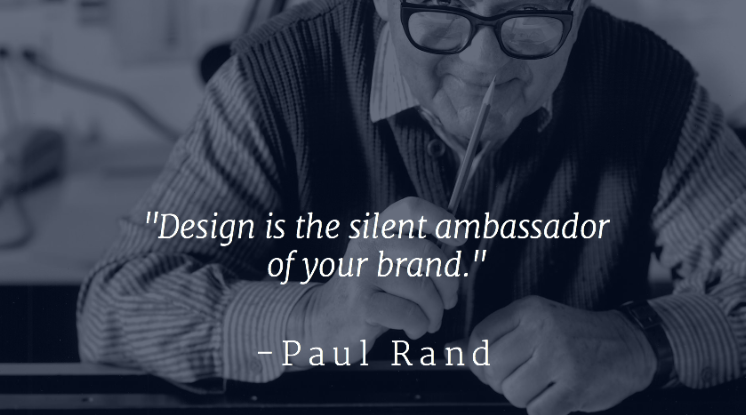 "Design is the silent ambassador
of your brand."
–Paul Rand